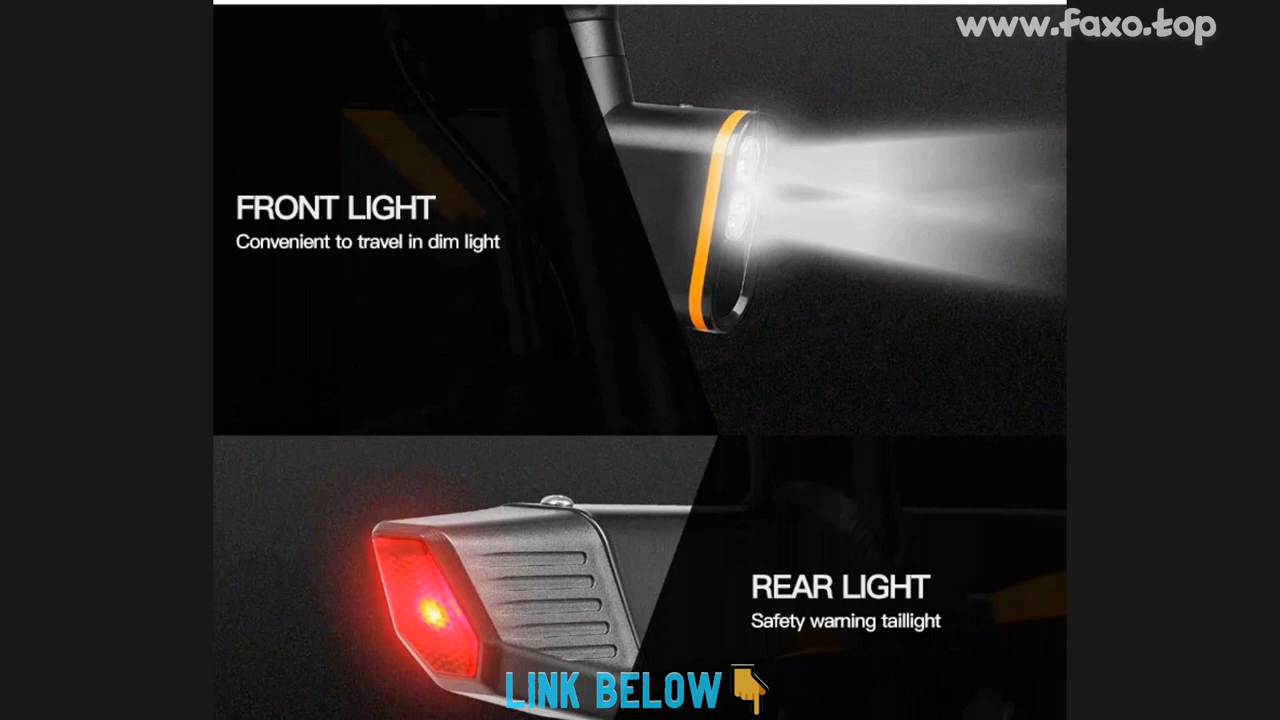 www.faxo.top
FRONT LIGHT
Convenient to travel in dim light
REAR LIGHT
Safety warning taillight
LINK BELOW